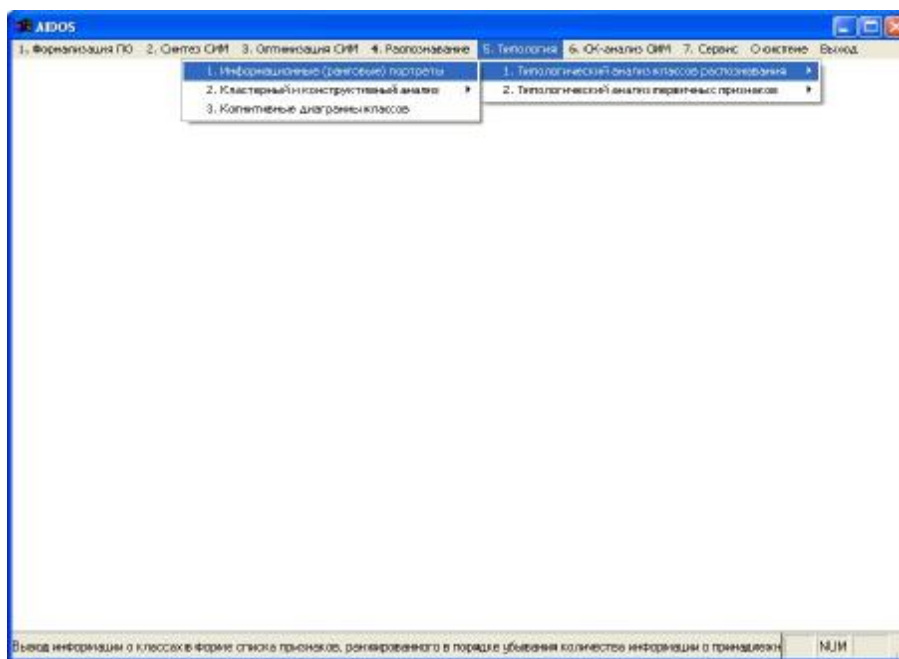 AIDOS
1. Формализация ПО 2. Синтез СИМ 3. Оптимизация СИМ 4. Распознавание 5. Типология 6. СК-анализ СИМ 7. Сервис О системе Выход
1. Информационные (ранговые) портреты
2. Кластерный и конструктивный анализ
3. Когнитивные диаграммы классов
1. Типологический анализ классов распознавания
2. Типологический анализ первичных признаков
Вывод информации о классах в форме списка признаков, ранжированного в порядке убывания количества информации о принадлежн
NUM